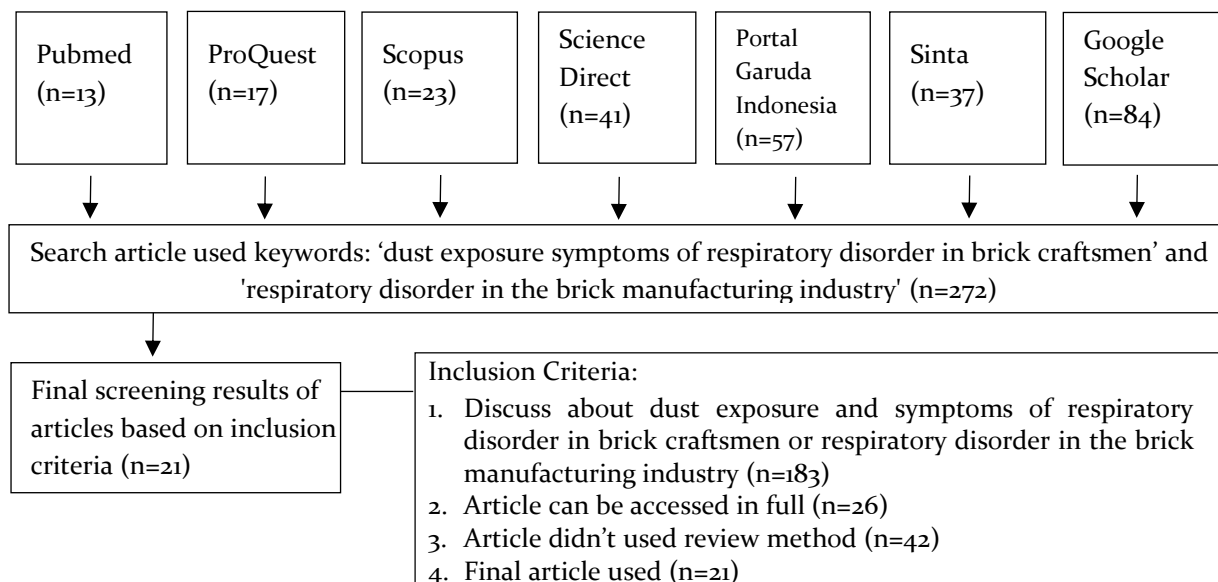 Pubmed
(n=13)
ProQuest
(n=17)
Scopus
(n=23)
Science
Direct
(n=41)
Portal
Garuda
Indonesia
(n=57)
Sinta
(n=37)
Google
Scholar
(n=84)
Search article used keywords: ‘dust exposure symptoms of respiratory disorder in brick craftsmen’ and
'respiratory disorder in the brick manufacturing industry' (n=272)
Final screening results of
articles based on inclusion
criteria (n=21)
Inclusion Criteria:
1. Discuss about dust exposure and symptoms of respiratory
disorder in brick craftsmen or respiratory disorder in the brick
manufacturing industry (n=183)
2. Article can be accessed in full (n=26)
3. Article didn’t used review method (n=42)
4. Final article used (n=21)